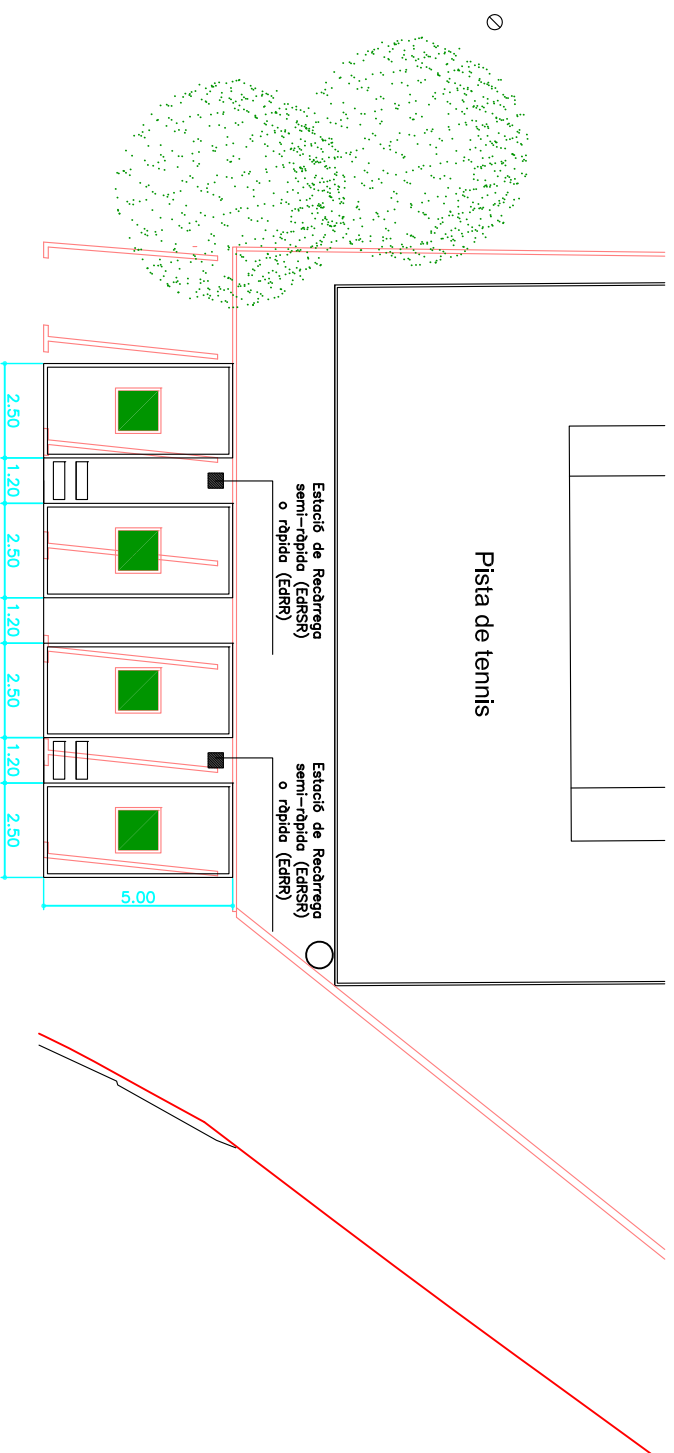 Pista de tennis
Estació de Recàrrega
semi-ràpida (EdRSR)
o ràpida (EdRR)
Estació de Recàrrega
semi-ràpida (EdRSR)
o ràpida (EdRR)
2.50
1.20
2.50
1.20
2.50
1.20
2.50
5.00